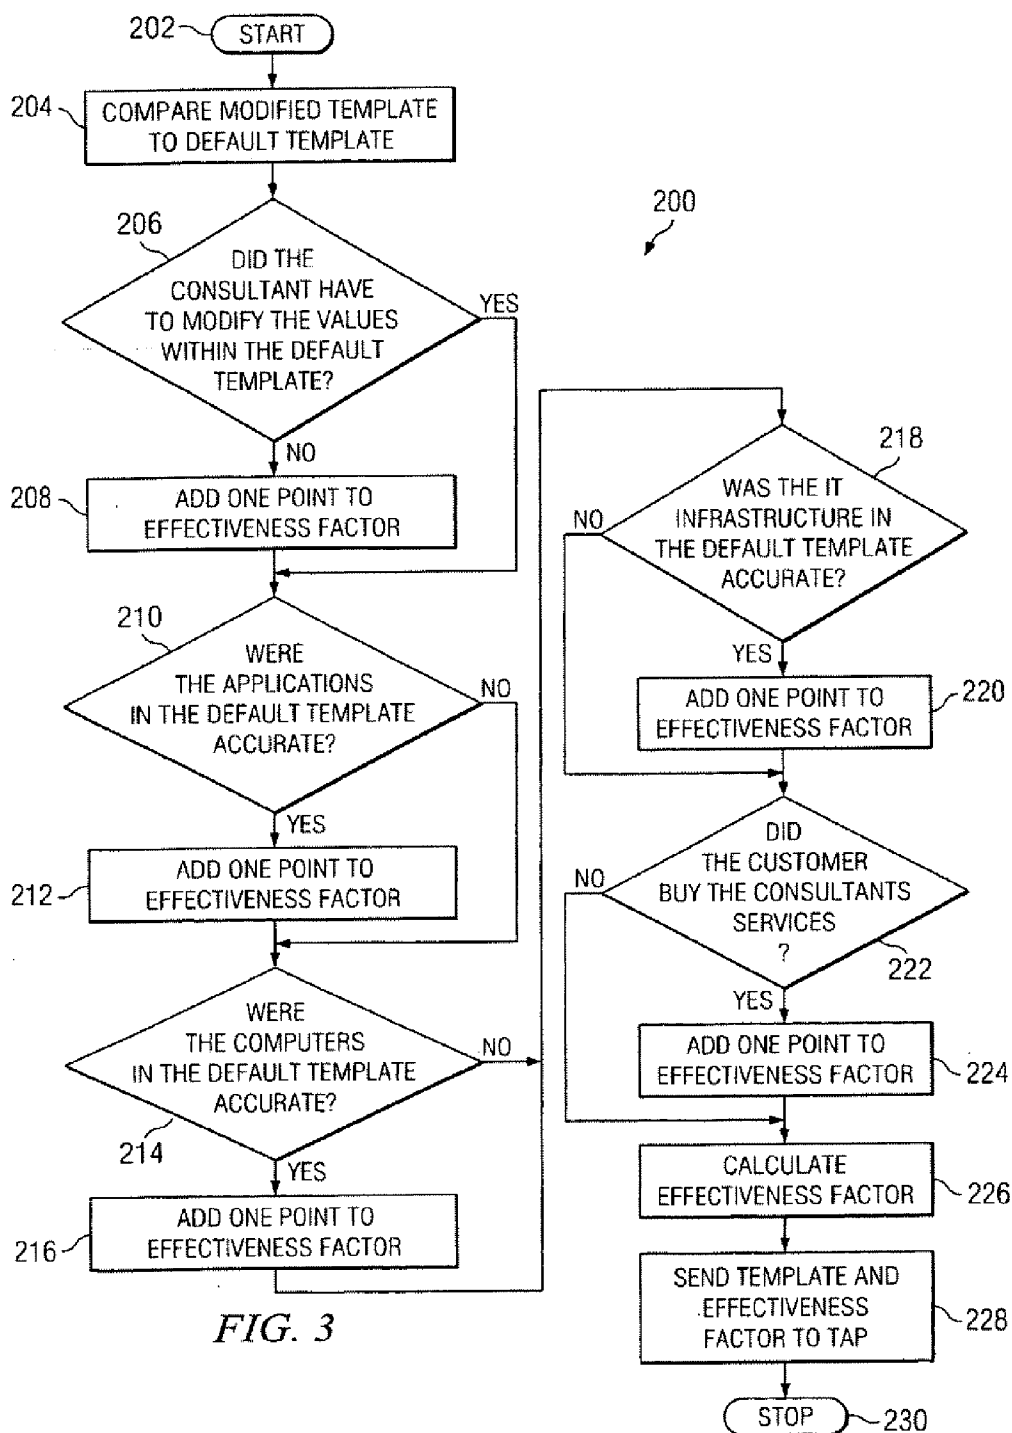 202
START
204
COMPARE MODIFIED TEMPLATE
TO DEFAULT TEMPLATE
206
DID THE
CONSULTANT HAVE
TO MODIFY THE VALUES
WITHIN THE DEFAULT
TEMPLATE?
YES
NO
208
ADD ONE POINT TO
EFFECTIVENESS FACTOR
210
WERE
THE APPLICATIONS
IN THE DEFAULT TEMPLATE
ACCURATE?
NO
YES
212
ADD ONE POINT TO
EFFECTIVENESS FACTOR
WERE
THE COMPUTERS
IN THE DEFAULT TEMPLATE
ACCURATE?
NO
214
YES
216
ADD ONE POINT TO
EFFECTIVENESS FACTOR
FIG. 3
200
218
WAS THE IT
INFRASTRUCTURE IN
THE DEFAULT TEMPLATE
ACCURATE?
NO
YES
ADD ONE POINT TO
EFFECTIVENESS FACTOR
220
DID
THE CUSTOMER
BUY THE CONSULTANTS
SERVICES
?
NO
222
YES
ADD ONE POINT TO
EFFECTIVENESS FACTOR
224
CALCULATE
EFFECTIVENESS FACTOR
226
SEND TEMPLATE AND
EFFECTIVENESS
FACTOR TO TAP
228
STOP
230